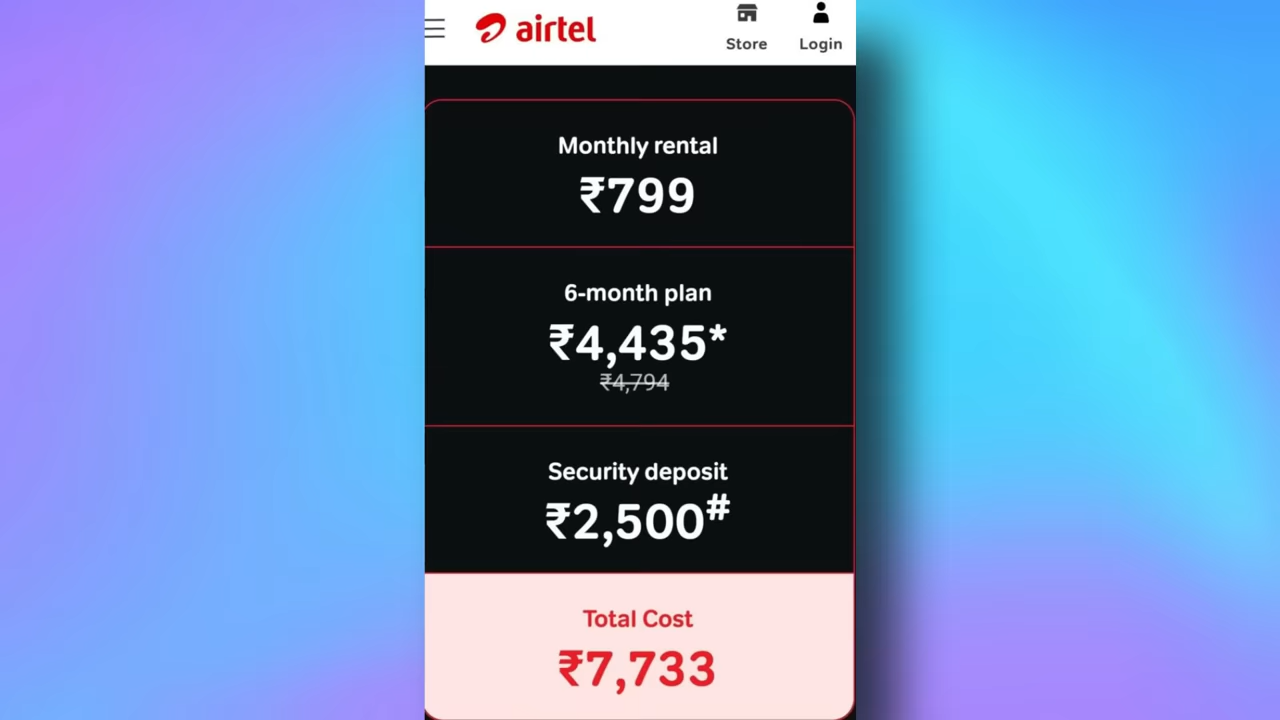 airtel
Store
Login
Monthly rental
₹799
6-month plan
₹4,435*
₹4,794
Security deposit
₹2,500#
Total Cost
₹7,733